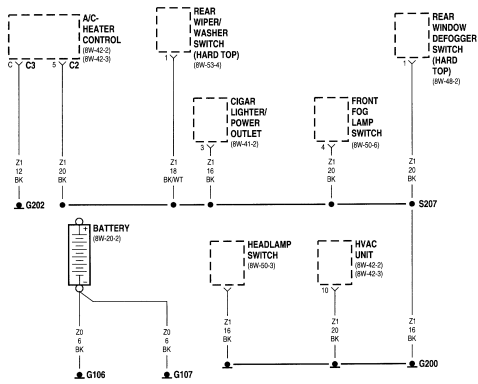 A/C-
HEATER
CONTROL
(8W-42-2)
(8W-42-3)
C C3 5 C2
REAR
WIPER/
WASHER
SWITCH
(HARD TOP)
(8W-53-4)
1
REAR
WINDOW
DEFOGGER
SWITCH
(HARD
TOP)
(8W-48-2)
1
CIGAR
LIGHTER/
POWER
OUTLET
(8W-41-2)
3
FRONT
FOG
LAMP
SWITCH
(8W-50-6)
4
Z1
12
BK
Z1
20
BK
Z1
18
BK/WT
Z1
16
BK
Z1
20
BK
Z1
20
BK
G202
S207
BATTERY
(8W-20-2)
+
-
HEADLAMP
SWITCH
(8W-50-3)
HVAC
UNIT
(8W-42-2)
(8W-42-3)
10
Z0
6
BK
Z0
6
BK
Z1
16
BK
Z1
20
BK
Z1
16
BK
G106
G107
G200